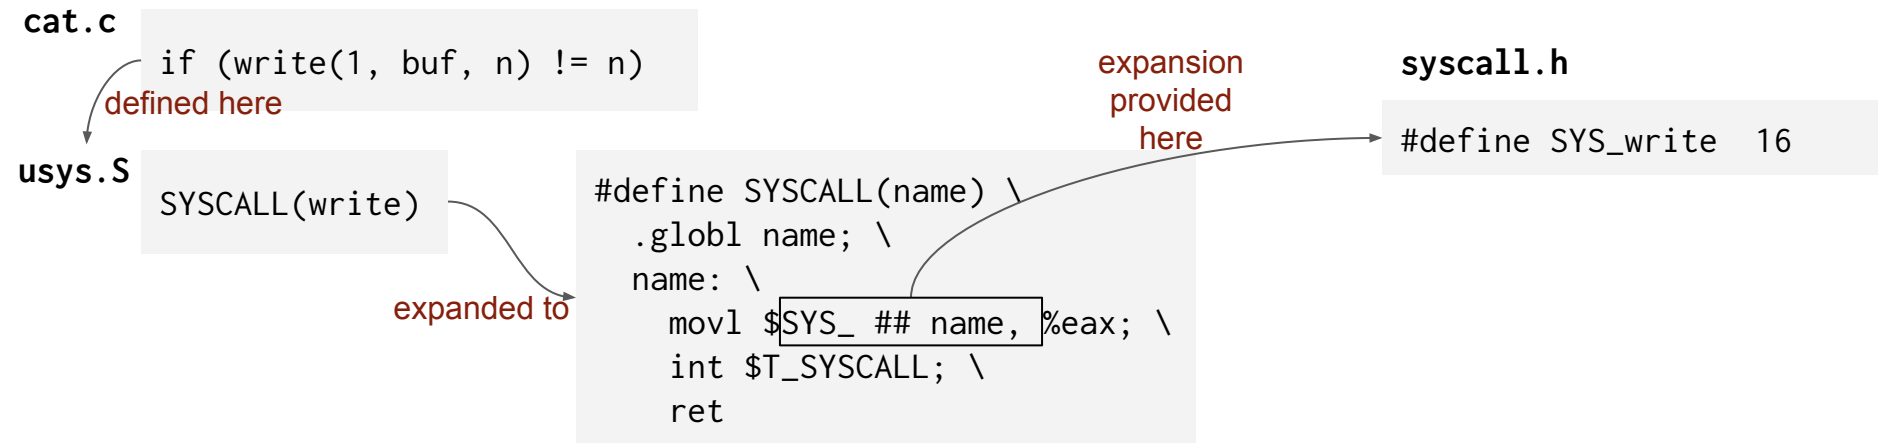 cat.c
if (write(1, buf, n) != n)
defined here
usys.S
SYSCALL(write)
expanded to
#define SYSCALL(name) \
.globl name; \
name: \
movl $SYS_ ## name, %eax; \
int $T_SYSCALL; \
ret
expansion
provided
here
syscall.h
#define SYS_write 16